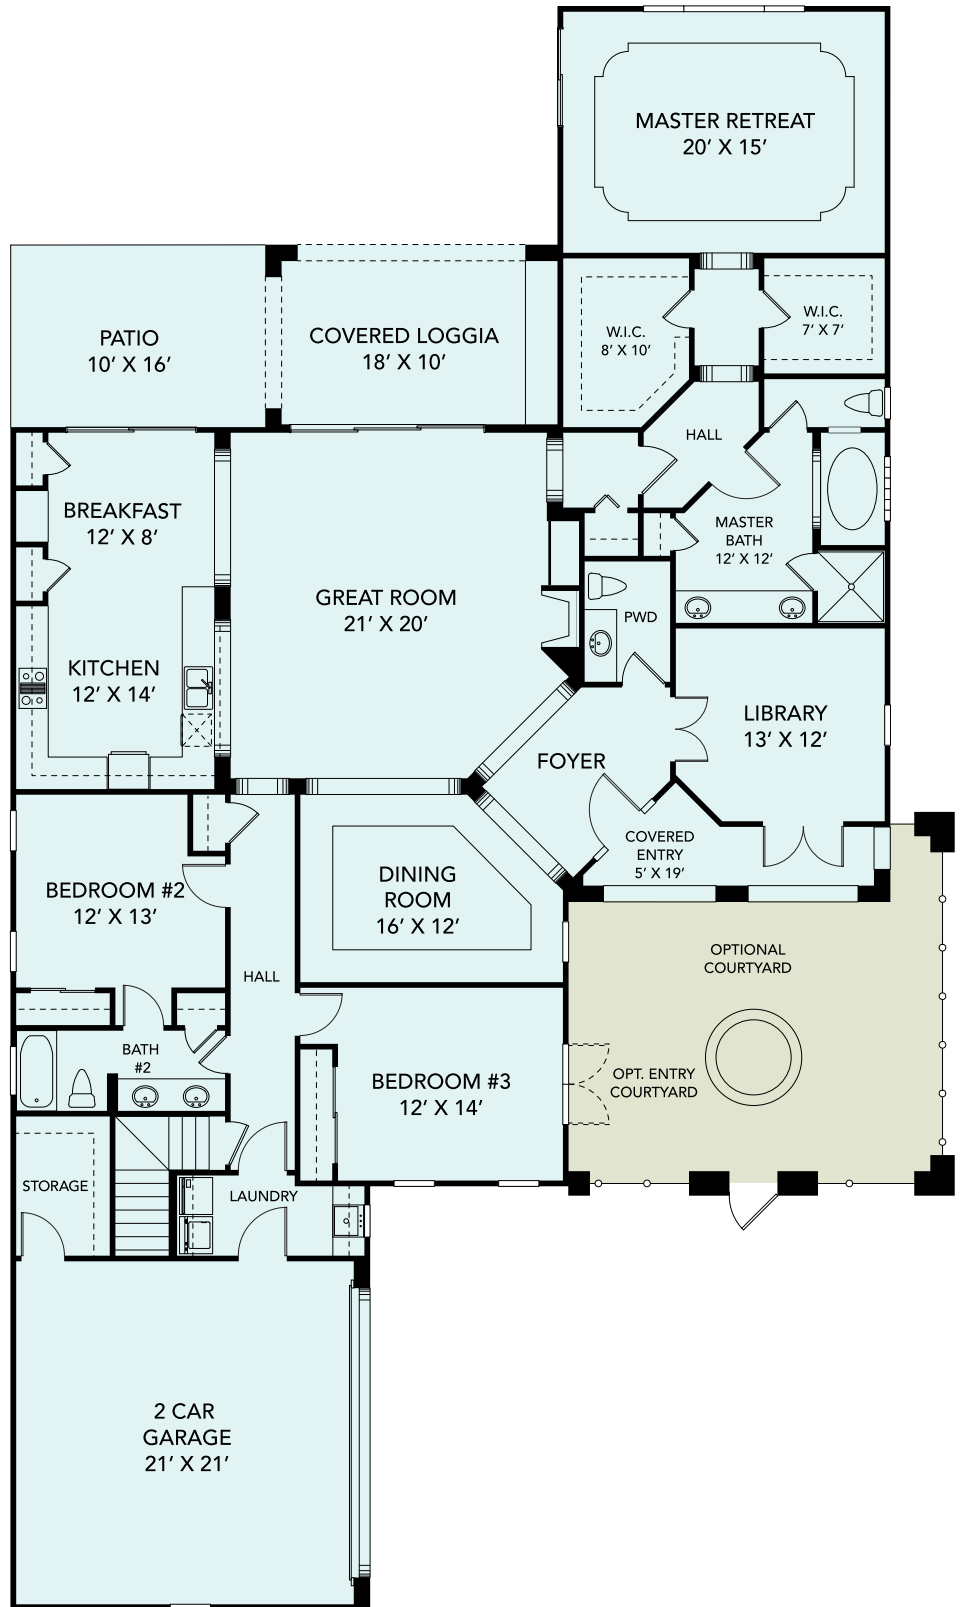 MASTER RETREAT
20’ X 15’
PATIO
10’ X 16’
COVERED LOGGIA
18’ X 10’
W.I.C.
8’ X 10’
W.I.C.
7’ X 7’
HALL
BREAKFAST
12’ X 8’
MASTER
BATH
12’ X 12’
GREAT ROOM
21’ X 20’
PWD
KITCHEN
12’ X 14’
LIBRARY
13’ X 12’
FOYER
COVERED
ENTRY
5’ X 19’
BEDROOM #2
12’ X 13’
DINING
ROOM
16’ X 12’
HALL
OPTIONAL
COURTYARD
BATH
#2
BEDROOM #3
12’ X 14’
OPT. ENTRY
COURTYARD
STORAGE
LAUNDRY
2 CAR
GARAGE
21’ X 21’